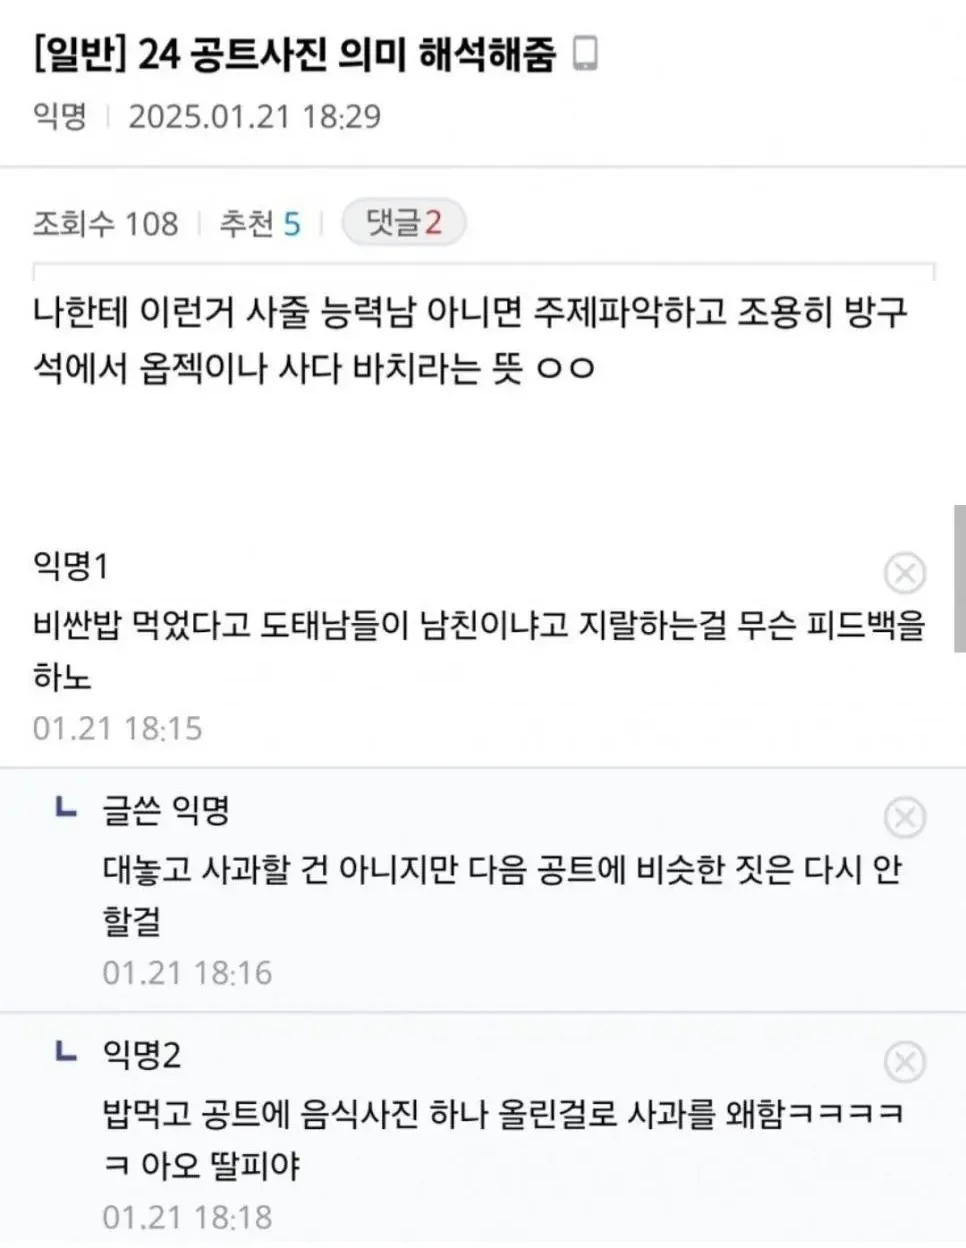 [일반] 24 공트사진 의미 해석해줌
익명 | 2025.01.21 18:29
조회수 108 | 추천 5 | 댓글 2
나한테 이런거 사줄 능력남 아니면 주제파악하고 조용히 방구
석에서 옵젝이나 사다 바치라는 뜻 ㅇㅇ
익명1
비싼밥 먹었다고 도태남들이 남친이냐고 지랄하는걸 무슨 피드백을
하노
01.21 18:15
글쓴 익명
대놓고 사과할 건 아니지만 다음 공트에 비슷한 짓은 다시 안
할걸
01.21 18:16
익명2
밥먹고 공트에 음식사진 하나 올린걸로 사과를 왜함ㅋㅋㅋㅋ
ㅋ 아오 딸피야
01.21 18:18